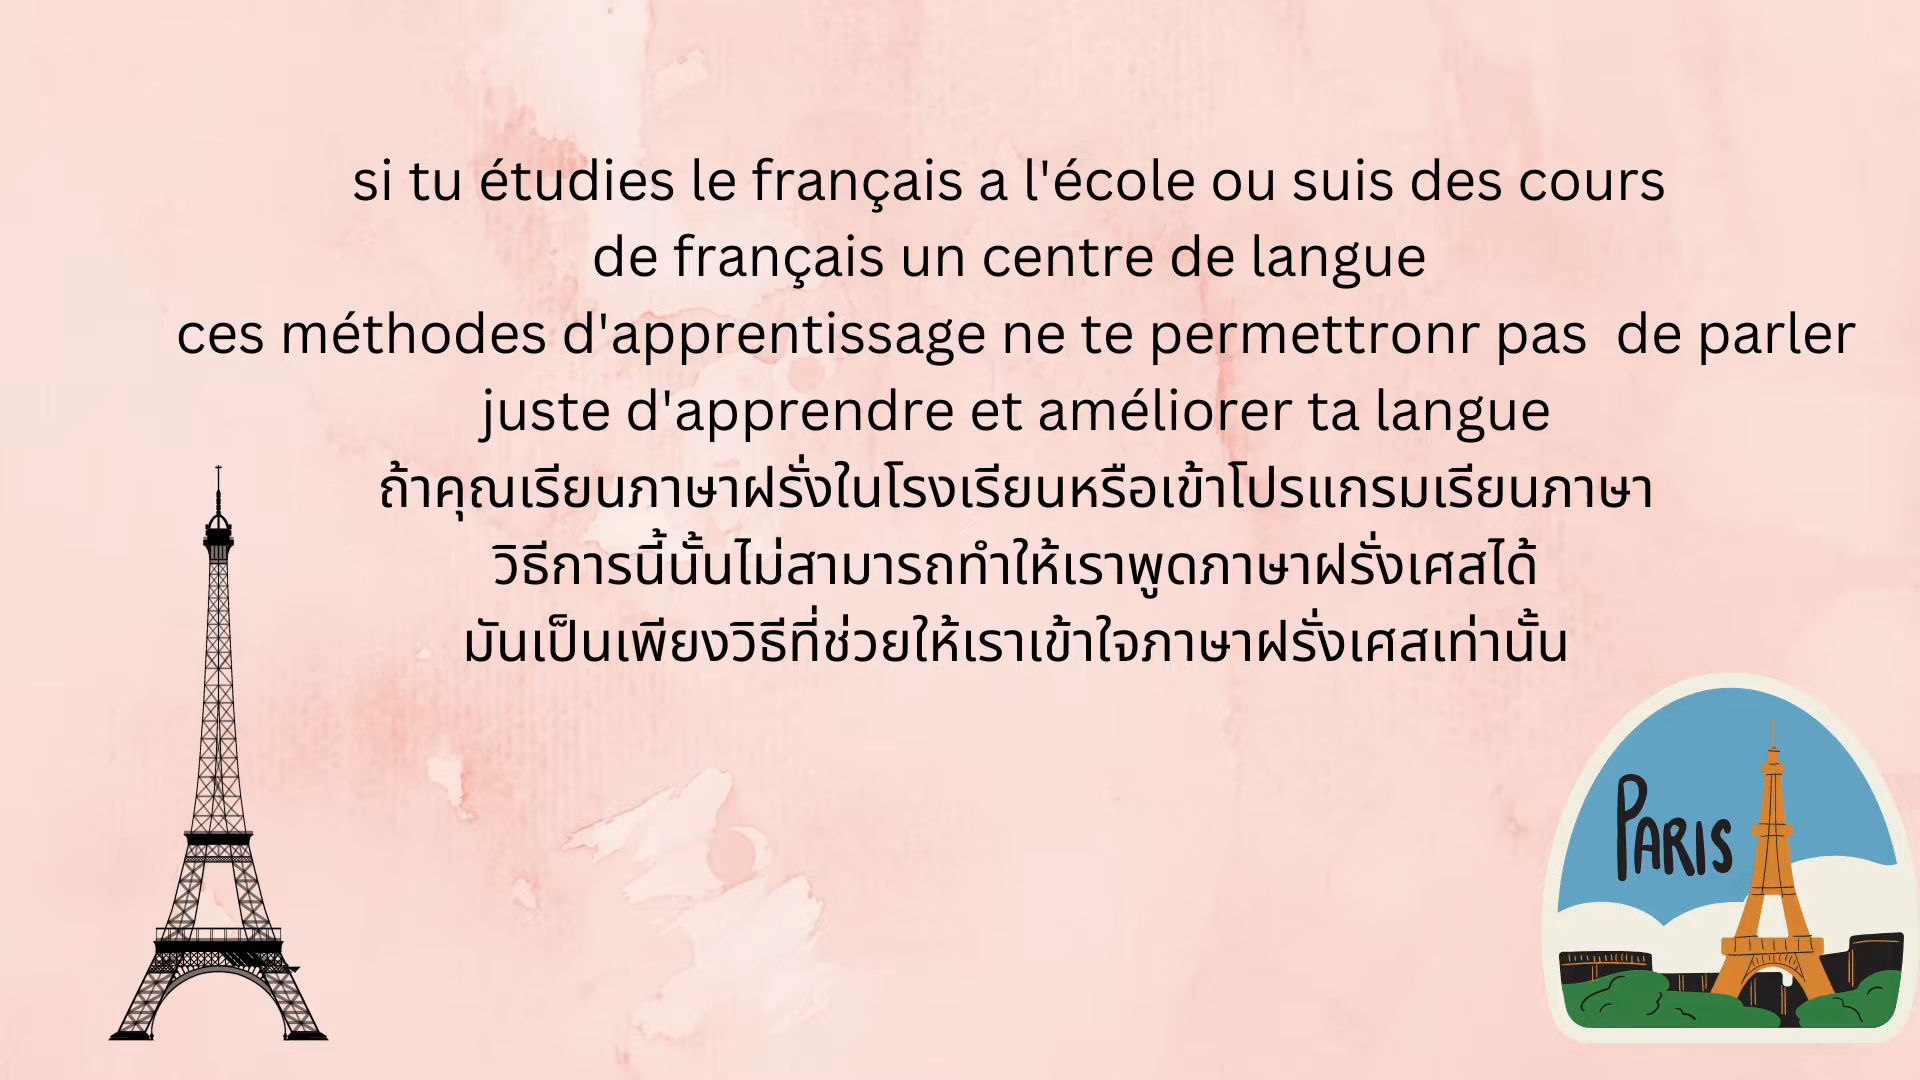 si tu étudies le français a l'école ou suis des cours
de français un centre de langue
ces méthodes d'apprentissage ne te permettronr pas  de parler
juste d'apprendre et améliorer ta langue
ถ้าคุณเรียนภาษาฝรั่งในโรงเรียนหรือเข้าโปรแกรมเรียนภาษา
วิธีการนี้นั้นไม่สามารถทำให้เราพูดภาษาฝรั่งเศสได้
มันเป็นเพียงวิธีที่ช่วยให้เราเข้าใจภาษาฝรั่งเศสเท่านั้น
PARIS